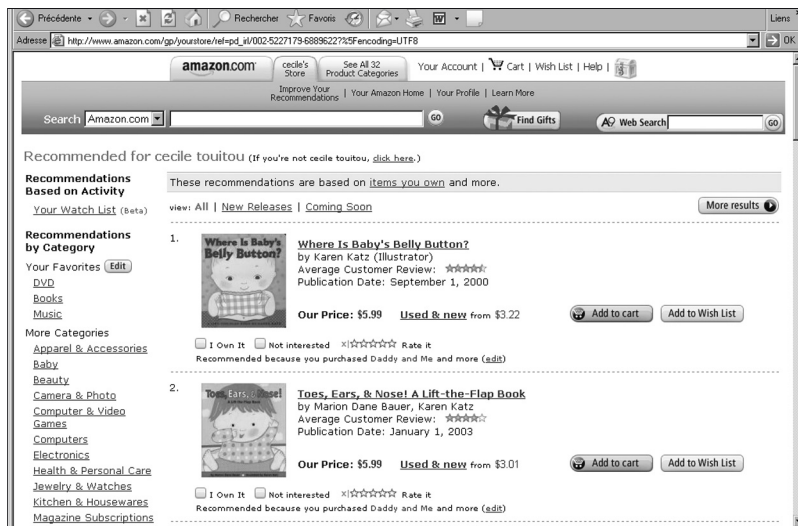 Précédente
Rechercher
Favoris
Liens
Adresse http://www.amazon.com/gp/yourstore/ref=pd_irl/002-5227179-6889622?%5Fencoding=UTF8 OK
amazon.com cecile's Store See All 32 Product Categories Your Account | Cart | Wish List | Help |
Improve Your Recommendations | Your Amazon Home | Your Profile | Learn More
Search Amazon.com GO Find Gifts A9 Web Search GO
Recommended for cecile touitou (If you're not cecile touitou, click here.)
Recommendations
Based on Activity
Your Watch List (Beta)
Recommendations
by Category
Your Favorites Edit
DVD
Books
Music
More Categories
Apparel & Accessories
Baby
Beauty
Camera & Photo
Computer & Video
Games
Computers
Electronics
Health & Personal Care
Jewelry & Watches
Kitchen & Housewares
Magazine Subscriptions
These recommendations are based on items you own and more.
view: All | New Releases | Coming Soon More results
1.
Where Is Baby's
Belly Button?
Where Is Baby's Belly Button?
by Karen Katz (Illustrator)
Average Customer Review:
Publication Date: September 1, 2000
Our Price: $5.99 Used & new from $3.22 Add to cart Add to Wish List
I Own It Not interested Rate it
Recommended because you purchased Daddy and Me and more (edit)
2.
Toes, Ears, & Nose!
A Lift-the-Flap Book
Toes, Ears, & Nose! A Lift-the-Flap Book
by Marion Dane Bauer, Karen Katz
Average Customer Review:
Publication Date: January 1, 2003
Our Price: $5.99 Used & new from $3.01 Add to cart Add to Wish List
I Own It Not interested Rate it
Recommended because you purchased Daddy and Me and more (edit)